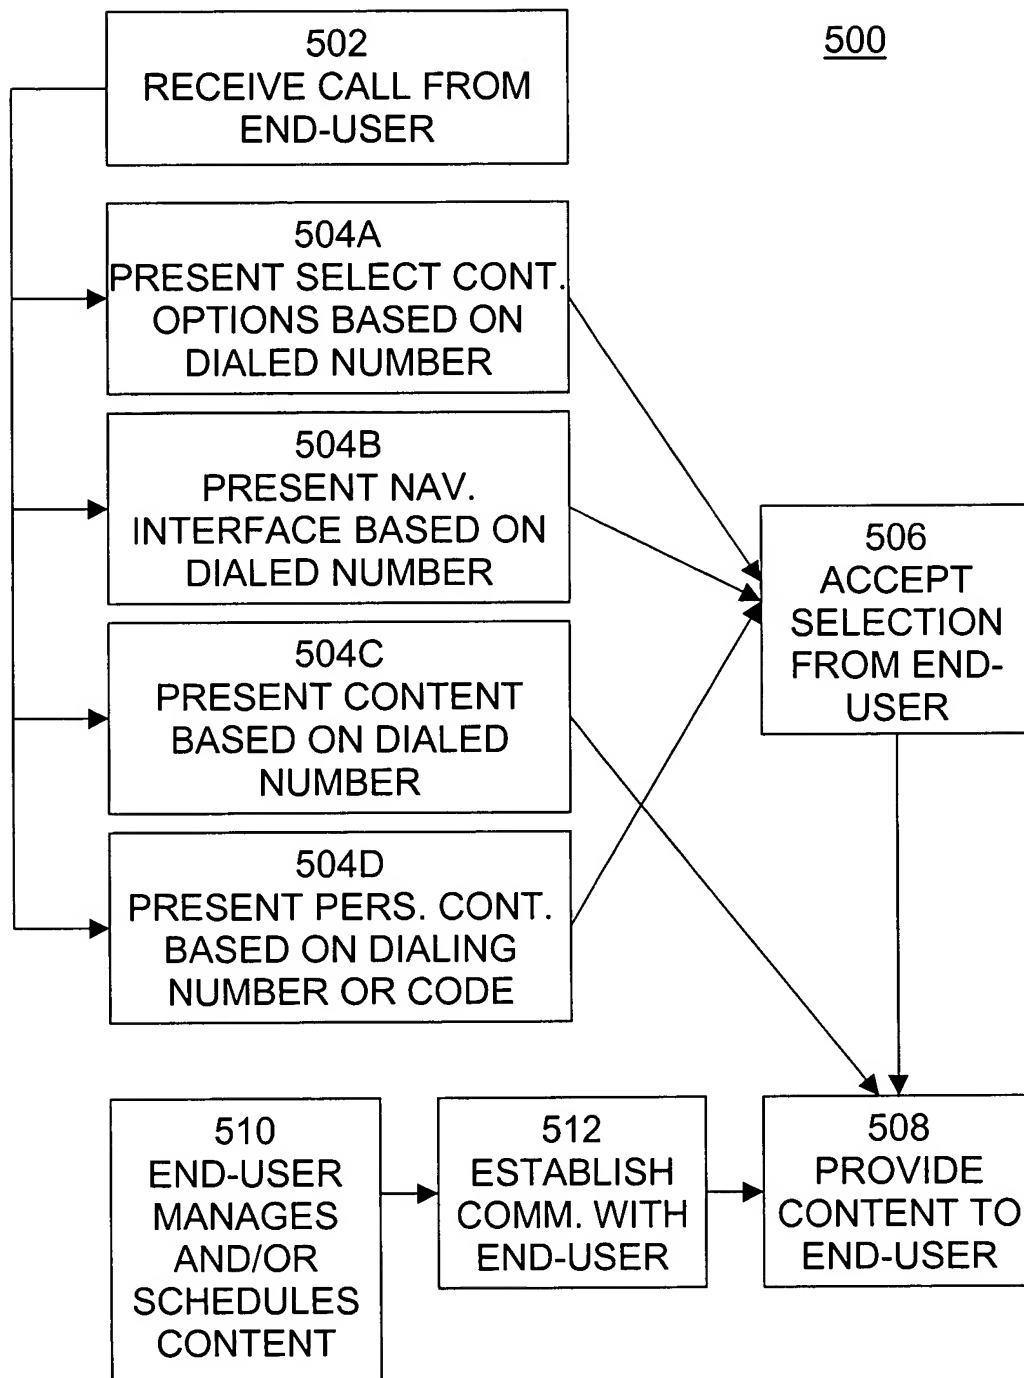 500
502
RECEIVE CALL FROM
END-USER
504A
PRESENT SELECT CONT.
OPTIONS BASED ON
DIALED NUMBER
504B
PRESENT NAV.
INTERFACE BASED ON
DIALED NUMBER
504C
PRESENT CONTENT
BASED ON DIALED
NUMBER
504D
PRESENT PERS. CONT.
BASED ON DIALING
NUMBER OR CODE
506
ACCEPT
SELECTION
FROM END-
USER
510
END-USER
MANAGES
AND/OR
SCHEDULES
CONTENT
512
ESTABLISH
COMM. WITH
END-USER
508
PROVIDE
CONTENT TO
END-USER